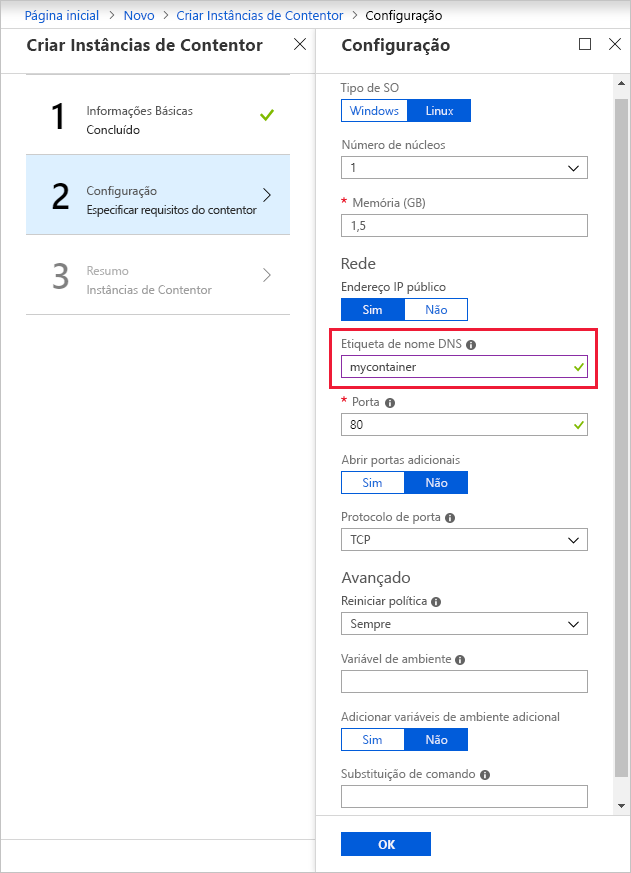 Página inicial > Novo > Criar Instâncias de Contentor > Configuração
Criar Instâncias de Contentor
1
Informações Básicas
Concluído
2
Configuração
Especificar requisitos do contentor
3
Resumo
Instâncias de Contentor
Configuração
Tipo de SO
Windows Linux
Número de núcleos
1
* Memória (GB)
1,5
Rede
Endereço IP público
Sim Não
Etiqueta de nome DNS
mycontainer
* Porta
80
Abrir portas adicionais
Sim Não
Protocolo de porta
TCP
Avançado
Reiniciar política
Sempre
Variável de ambiente
Adicionar variáveis de ambiente adicional
Sim Não
Substituição de comando
OK